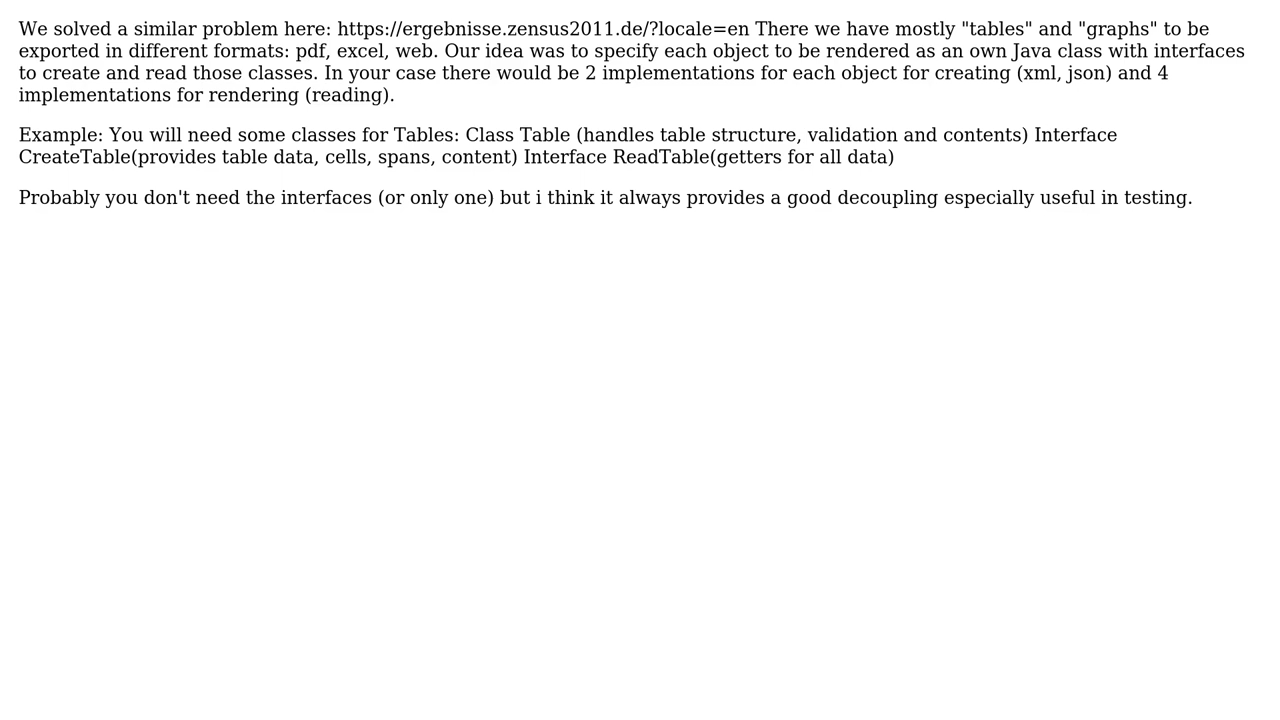 We solved a similar problem here: https://ergebnisse.zensus2011.de/?locale=en There we have mostly "tables" and "graphs" to be
exported in different formats: pdf, excel, web. Our idea was to specify each object to be rendered as an own Java class with interfaces
to create and read those classes. In your case there would be 2 implementations for each object for creating (xml, json) and 4
implementations for rendering (reading).
Example: You will need some classes for Tables: Class Table (handles table structure, validation and contents) Interface
CreateTable(provides table data, cells, spans, content) Interface ReadTable(getters for all data)
Probably you don't need the interfaces (or only one) but i think it always provides a good decoupling especially useful in testing.